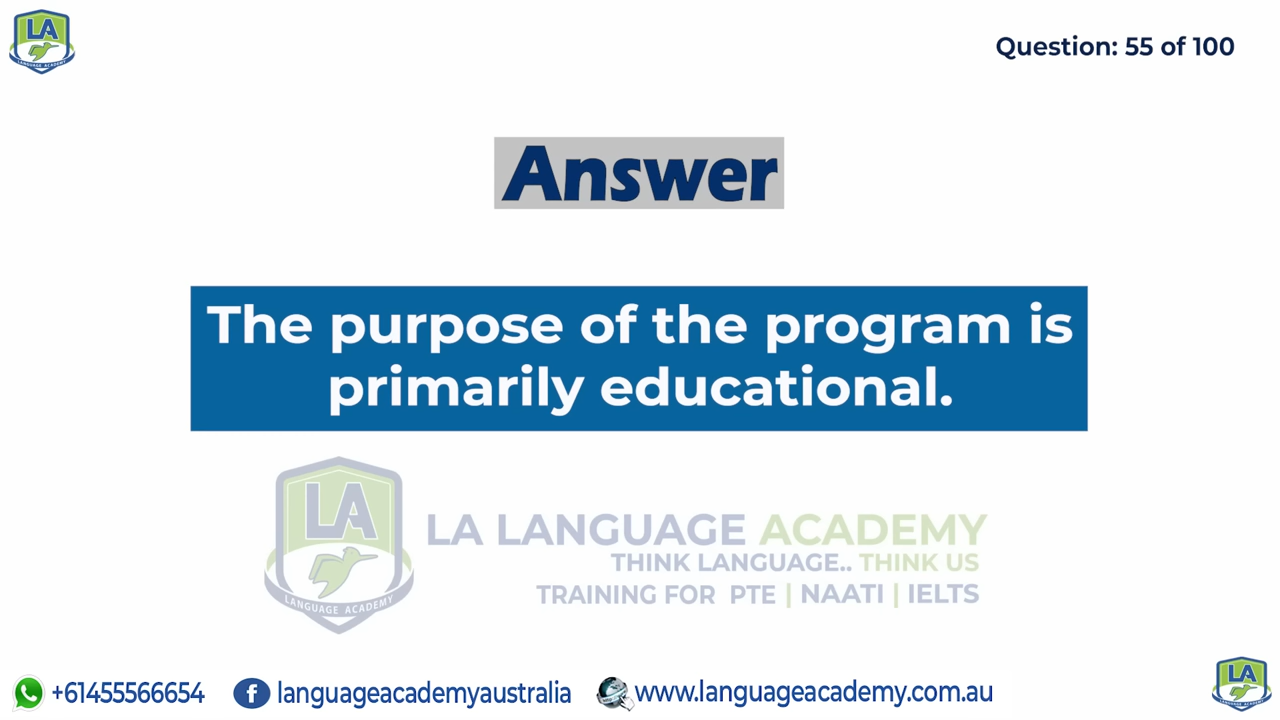 LA
LANGUAGE ACADEMY
Question: 55 of 100
Answer
The purpose of the program is
primarily educational.
LA
LANGUAGE ACADEMY
LA LANGUAGE ACADEMY
THINK LANGUAGE.. THINK US
TRAINING FOR PTE | NAATI | IELTS
+61455566654
languageacademyaustralia
www.languageacademy.com.au
LA
LANGUAGE ACADEMY